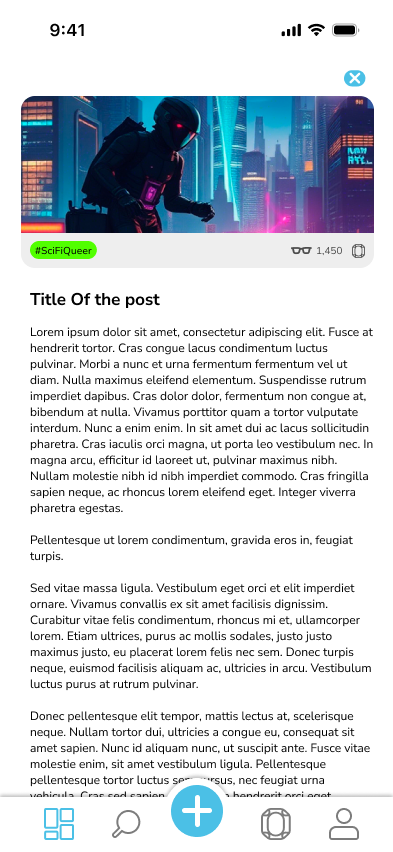 9:41
#SciFiQueer
1,450
Title Of the post
Lorem ipsum dolor sit amet, consectetur adipiscing elit. Fusce at
hendrerit tortor. Cras congue lacus condimentum luctus
pulvinar. Morbi a nunc et urna fermentum fermentum vel ut
diam. Nulla maximus eleifend elementum. Suspendisse rutrum
imperdiet dapibus. Cras dolor dolor, fermentum non congue at,
bibendum at nulla. Vivamus porttitor quam a tortor vulputate
interdum. Nunc a enim enim. In sit amet dui ac lacus sollicitudin
pharetra. Cras iaculis orci magna, ut porta leo vestibulum nec. In
magna arcu, efficitur id laoreet ut, pulvinar maximus nibh.
Nullam molestie nibh id nibh imperdiet commodo. Cras fringilla
sapien neque, ac rhoncus lorem eleifend eget. Integer viverra
pharetra egestas.
Pellentesque ut lorem condimentum, gravida eros in, feugiat
turpis.
Sed vitae massa ligula. Vestibulum eget orci et elit imperdiet
ornare. Vivamus convallis ex sit amet facilisis dignissim.
Curabitur vitae felis condimentum, rhoncus mi et, ullamcorper
lorem. Etiam ultrices, purus ac mollis sodales, justo justo
maximus justo, eu placerat lorem felis nec sem. Donec turpis
neque, euismod facilisis aliquam ac, ultricies in arcu. Vestibulum
luctus purus at rutrum pulvinar.
Donec pellentesque elit tempor, mattis lectus at, scelerisque
neque. Nullam tortor dui, ultricies a congue eu, consequat sit
amet sapien. Nunc id aliquam nunc, ut suscipit ante. Fusce vitae
molestie enim, sit amet vestibulum ligula. Pellentesque
pellentesque tortor luctus sem cursus, nec feugiat urna
vehicula. Cras sed sapien hendrerit orci eget